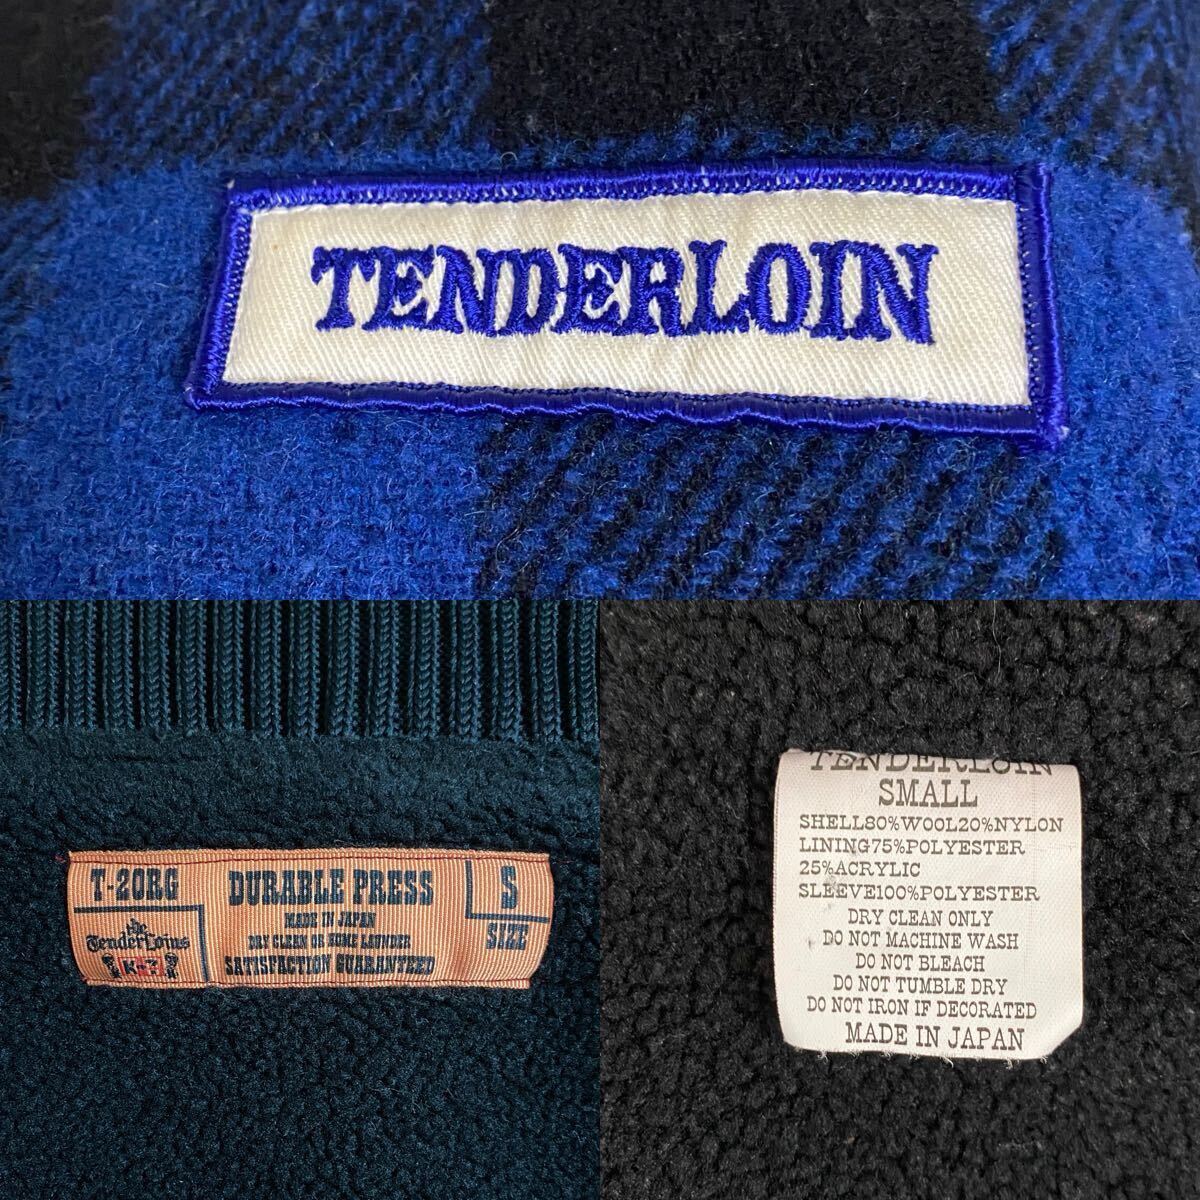 TENDERLOIN
T-20RG
the
TenderLoins
K-7
DURABLE PRESS
MADE IN JAPAN
DRY CLEAN OR HOME LAUNDER
SATISFACTION GUARANTEED
S
SIZE
TENDERLOIN
SMALL
SHELL80%WOOL20%NYLON
LINING75%POLYESTER
25%ACRYLIC
SLEEVE100%POLYESTER
DRY CLEAN ONLY
DO NOT MACHINE WASH
DO NOT BLEACH
DO NOT TUMBLE DRY
DO NOT IRON IF DECORATED
MADE IN JAPAN